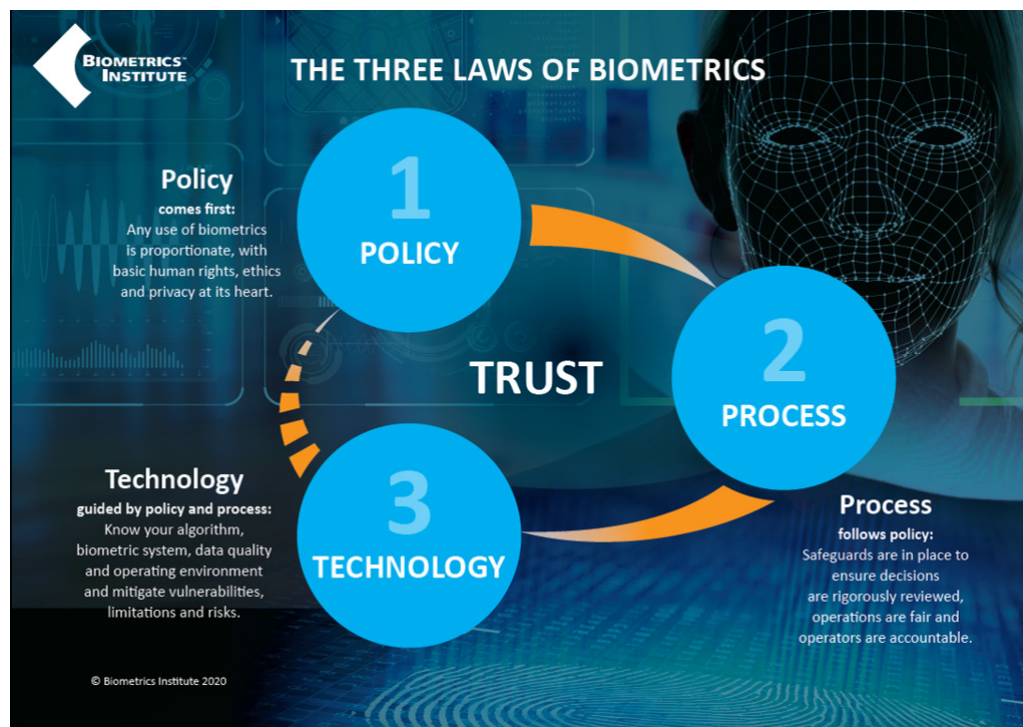 BIOMETRICS™
INSTITUTE
THE THREE LAWS OF BIOMETRICS
1
POLICY
Policy
comes first:
Any use of biometrics
is proportionate, with
basic human rights, ethics
and privacy at its heart.
2
PROCESS
TRUST
Process
follows policy:
Safeguards are in place to
ensure decisions
are rigorously reviewed,
operations are fair and
operators are accountable.
3
TECHNOLOGY
Technology
guided by policy and process:
Know your algorithm,
biometric system, data quality
and operating environment
and mitigate vulnerabilities,
limitations and risks.
© Biometrics Institute 2020